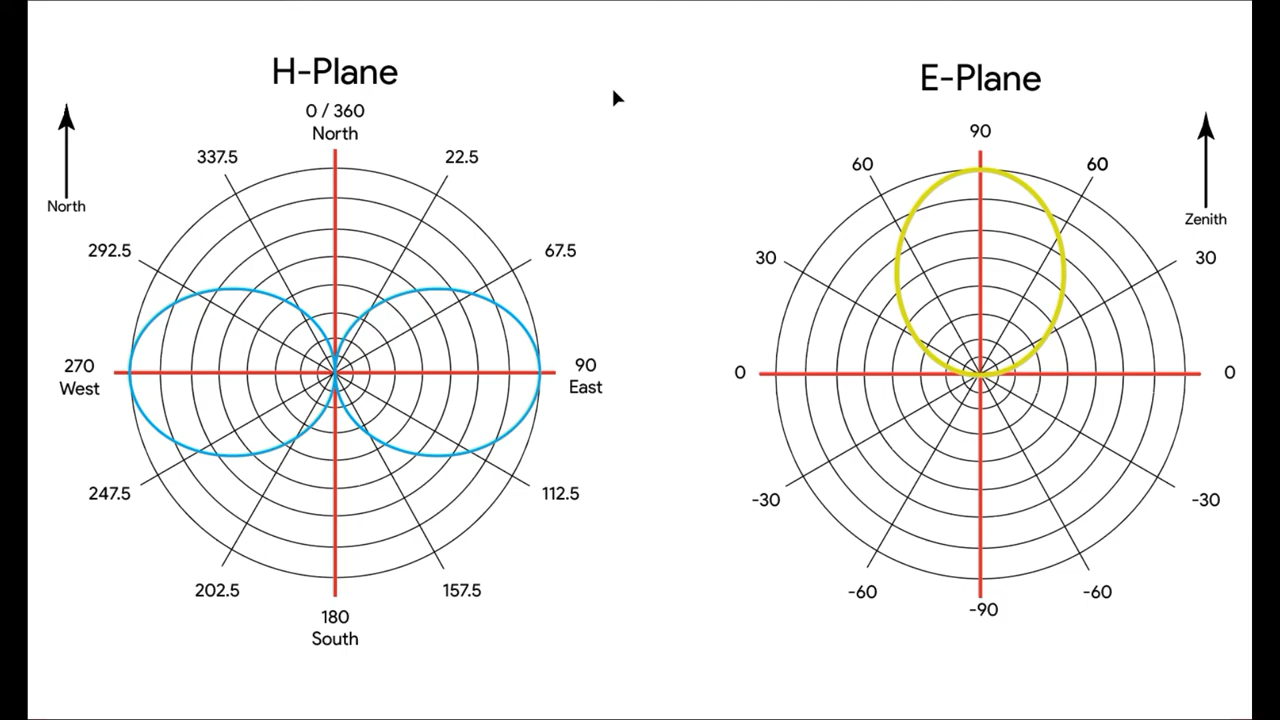 H-Plane
0 / 360
North
337.5
22.5
North
292.5
67.5
270
West
90
East
247.5
112.5
202.5
157.5
180
South
E-Plane
90
60
60
Zenith
30
30
0
0
-30
-30
-60
-60
-90